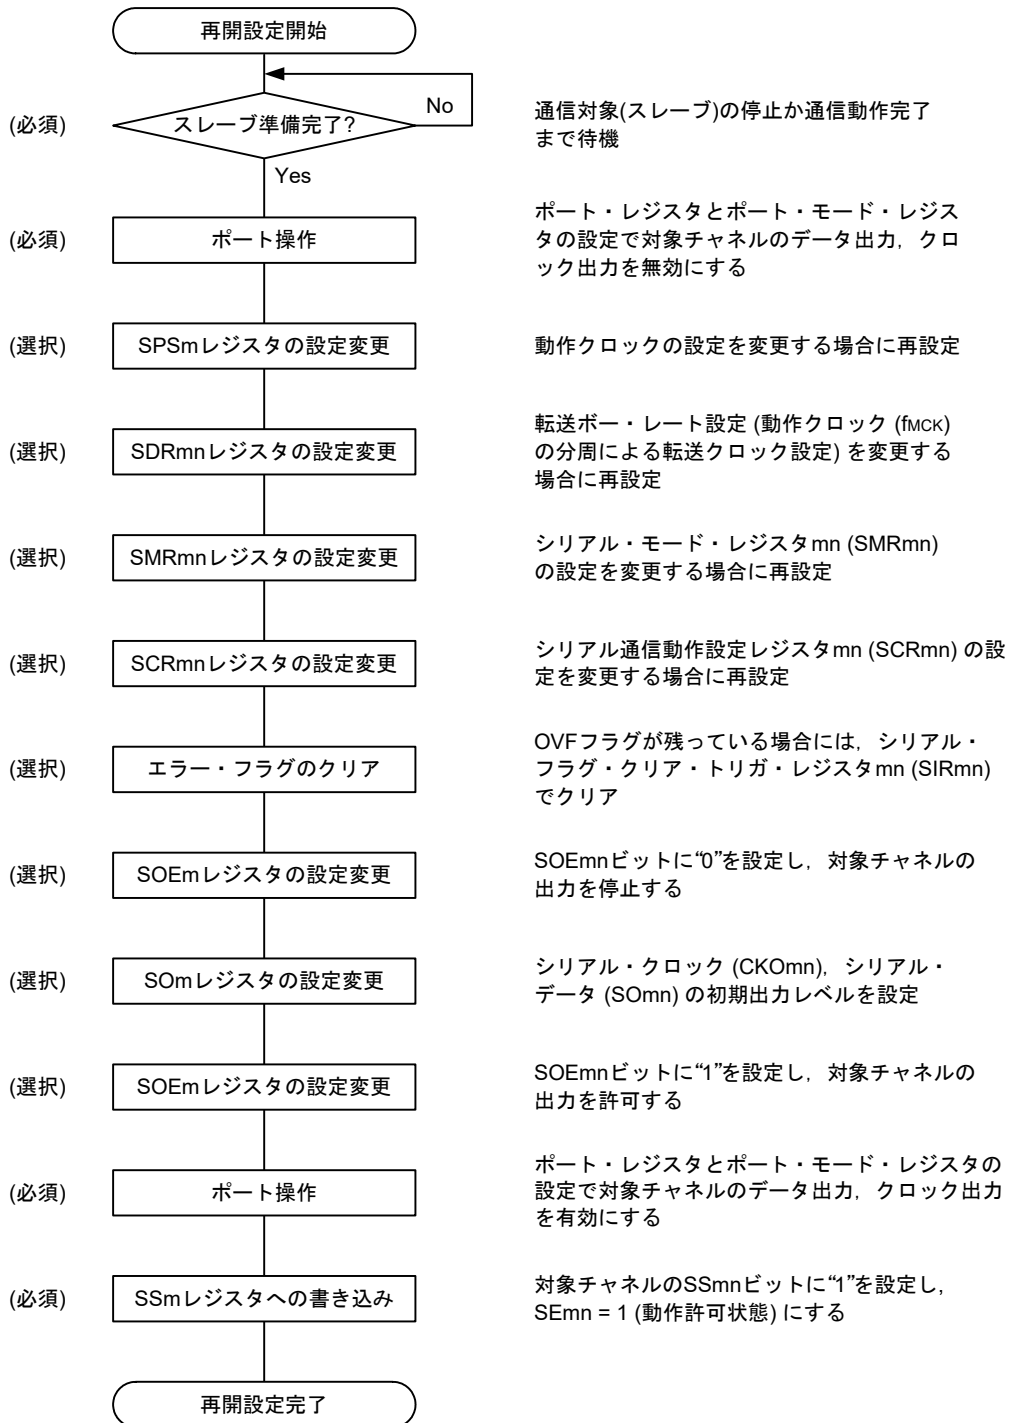 再開設定開始
No
(必須)
スレーブ準備完了?
通信対象(スレーブ)の停止か通信動作完了
まで待機
Yes
(必須)
ポート操作
ポート・レジスタとポート・モード・レジス
タの設定で対象チャネルのデータ出力，クロ
ック出力を無効にする
(選択)
SPSmレジスタの設定変更
動作クロックの設定を変更する場合に再設定
(選択)
SDRmnレジスタの設定変更
転送ボー・レート設定 (動作クロック (fMCK)
の分周による転送クロック設定) を変更する
場合に再設定
(選択)
SMRmnレジスタの設定変更
シリアル・モード・レジスタmn (SMRmn)
の設定を変更する場合に再設定
(選択)
SCRmnレジスタの設定変更
シリアル通信動作設定レジスタmn (SCRmn) の設
定を変更する場合に再設定
(選択)
エラー・フラグのクリア
OVFフラグが残っている場合には，シリアル・
フラグ・クリア・トリガ・レジスタmn (SIRmn)
でクリア
(選択)
SOEmレジスタの設定変更
SOEmnビットに“0”を設定し，対象チャネルの
出力を停止する
(選択)
SOmレジスタの設定変更
シリアル・クロック (CKOmn)，シリアル・
データ (SOmn) の初期出力レベルを設定
(選択)
SOEmレジスタの設定変更
SOEmnビットに“1”を設定し，対象チャネルの
出力を許可する
(必須)
ポート操作
ポート・レジスタとポート・モード・レジスタの
設定で対象チャネルのデータ出力，クロック出力
を有効にする
(必須)
SSmレジスタへの書き込み
対象チャネルのSSmnビットに“1”を設定し，
SEmn = 1 (動作許可状態) にする
再開設定完了